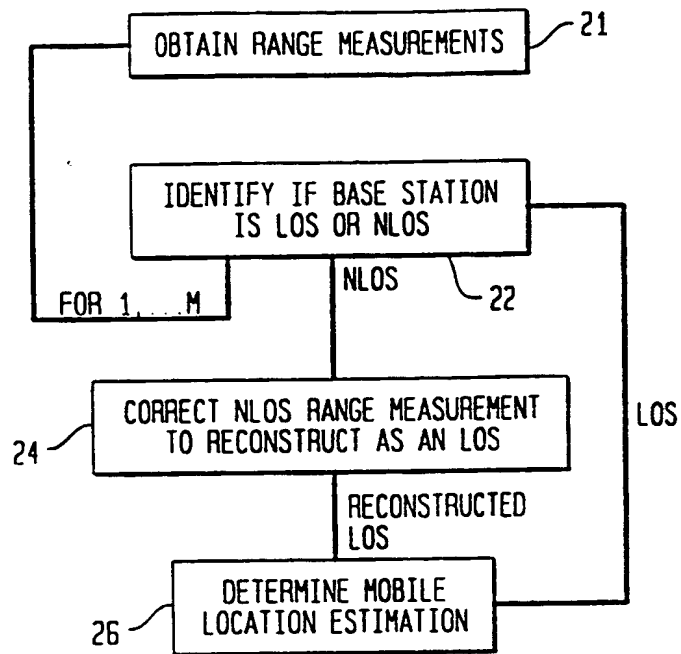 OBTAIN RANGE MEASUREMENTS
21
IDENTIFY IF BASE STATION
IS LOS OR NLOS
22
FOR 1,...M
NLOS
CORRECT NLOS RANGE MEASUREMENT
TO RECONSTRUCT AS AN LOS
24
LOS
RECONSTRUCTED
LOS
DETERMINE MOBILE
LOCATION ESTIMATION
26